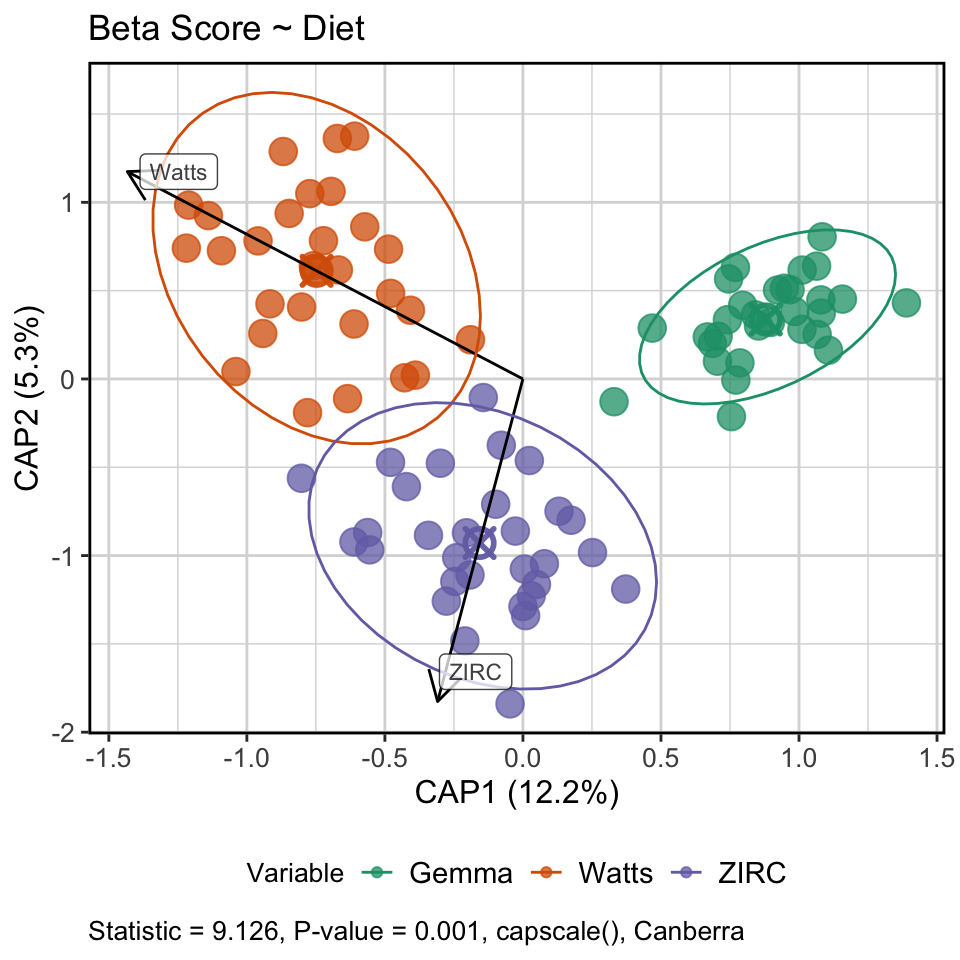 Beta Score ~ Diet
CAP2 (5.3%)
1
0
-1
-2
Watts
ZIRC
-1.5 -1.0 -0.5 0.0 0.5 1.0 1.5
CAP1 (12.2%)
Variable Gemma Watts ZIRC
Statistic = 9.126, P-value = 0.001, capscale(), Canberra